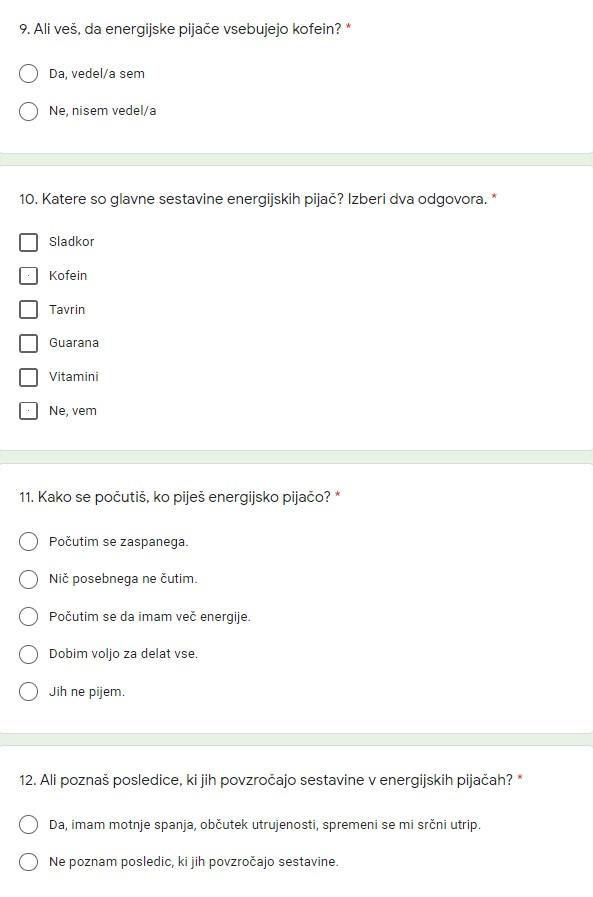 9. Ali veš, da energijske pijače vsebujejo kofein? *
Da, vedel/a sem
Ne, nisem vedel/a
10. Katere so glavne sestavine energijskih pijač? Izberi dva odgovora. *
Sladkor
Kofein
Tavrin
Guarana
Vitamini
Ne, vem
11. Kako se počutiš, ko piješ energijsko pijačo? *
Počutim se zaspanega.
Nič posebnega ne čutim.
Počutim se da imam več energije.
Dobim voljo za delat vse.
Jih ne pijem.
12. Ali poznaš posledice, ki jih povzročajo sestavine v energijskih pijačah? *
Da, imam motnje spanja, občutek utrujenosti, spremeni se mi srčni utrip.
Ne poznam posledic, ki jih povzročajo sestavine.